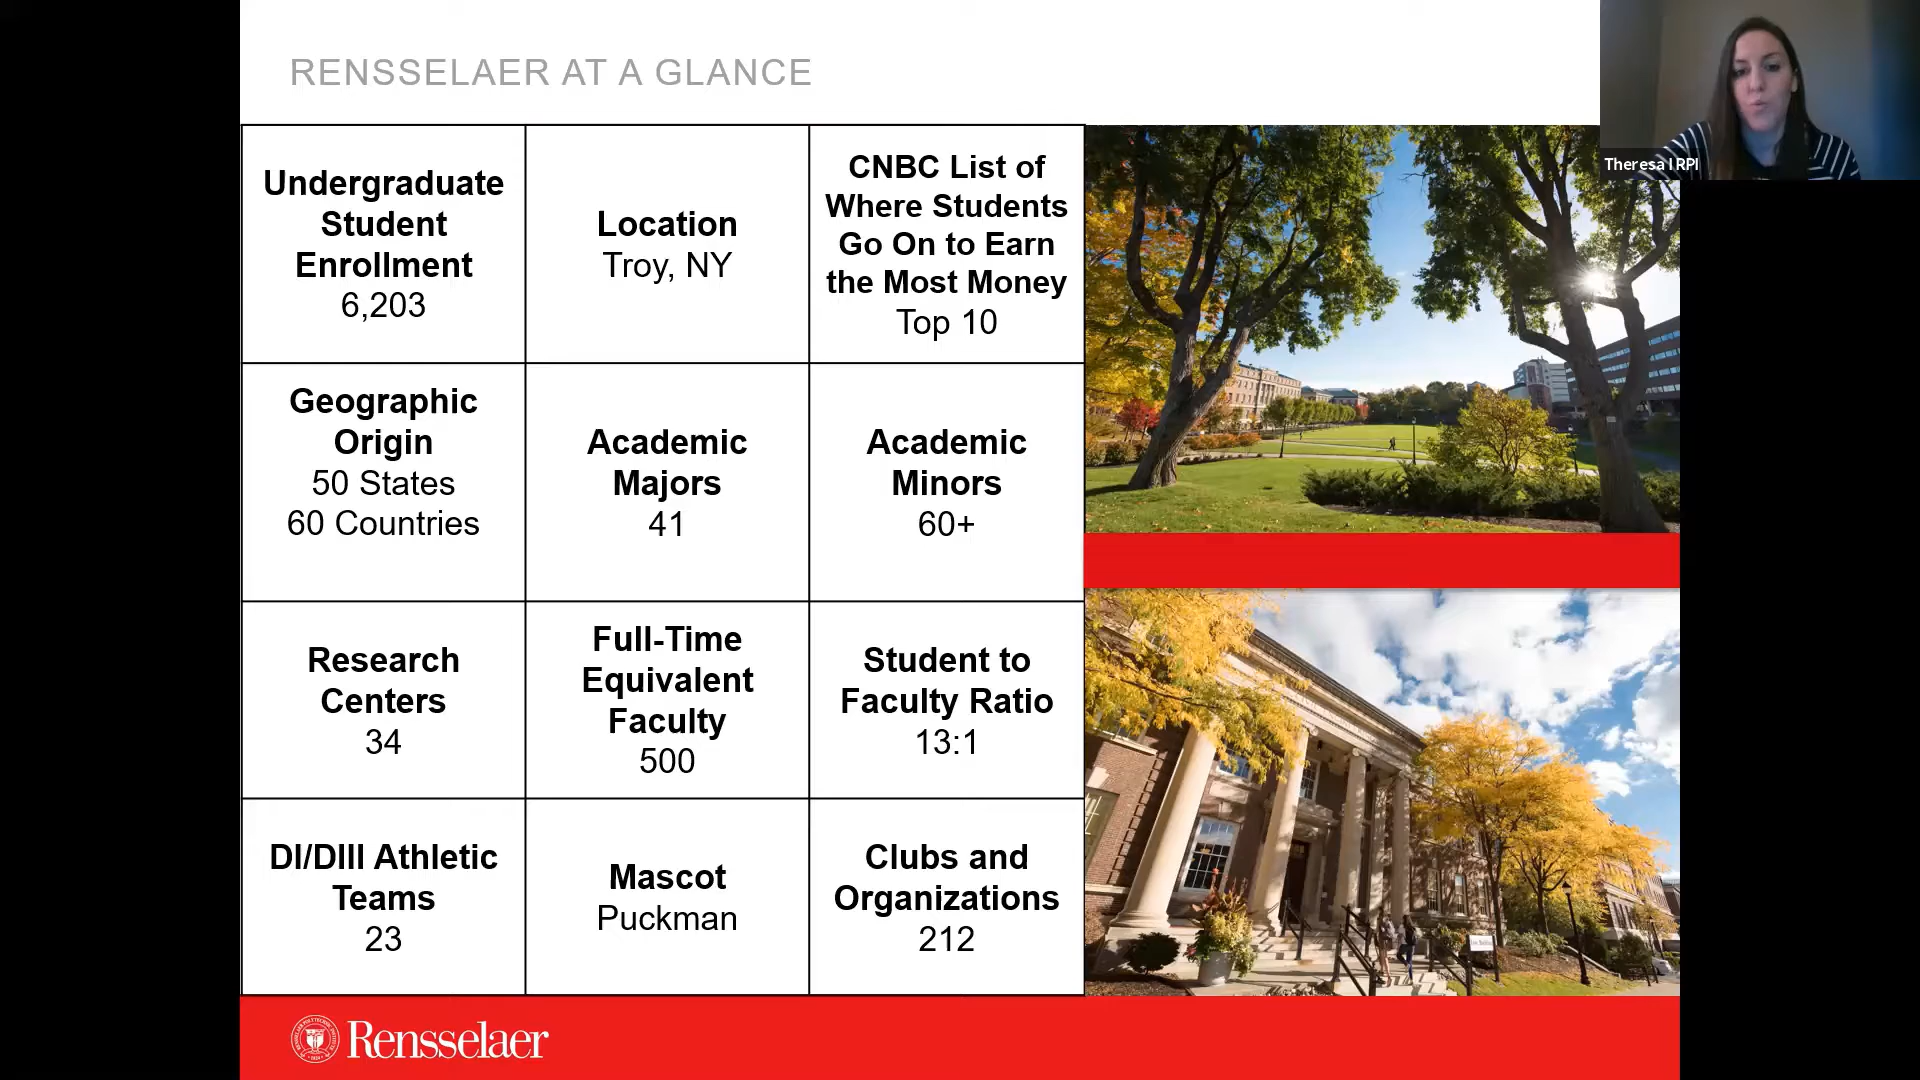 RENSSELAER AT A GLANCE
Theresa I RPI
Undergraduate
Student
Enrollment
6,203
Location
Troy, NY
CNBC List of
Where Students
Go On to Earn
the Most Money
Top 10
Geographic
Origin
50 States
60 Countries
Academic
Majors
41
Academic
Minors
60+
Research
Centers
34
Full-Time
Equivalent
Faculty
500
Student to
Faculty Ratio
13:1
DI/DIII Athletic
Teams
23
Mascot
Puckman
Clubs and
Organizations
212
Rensselaer